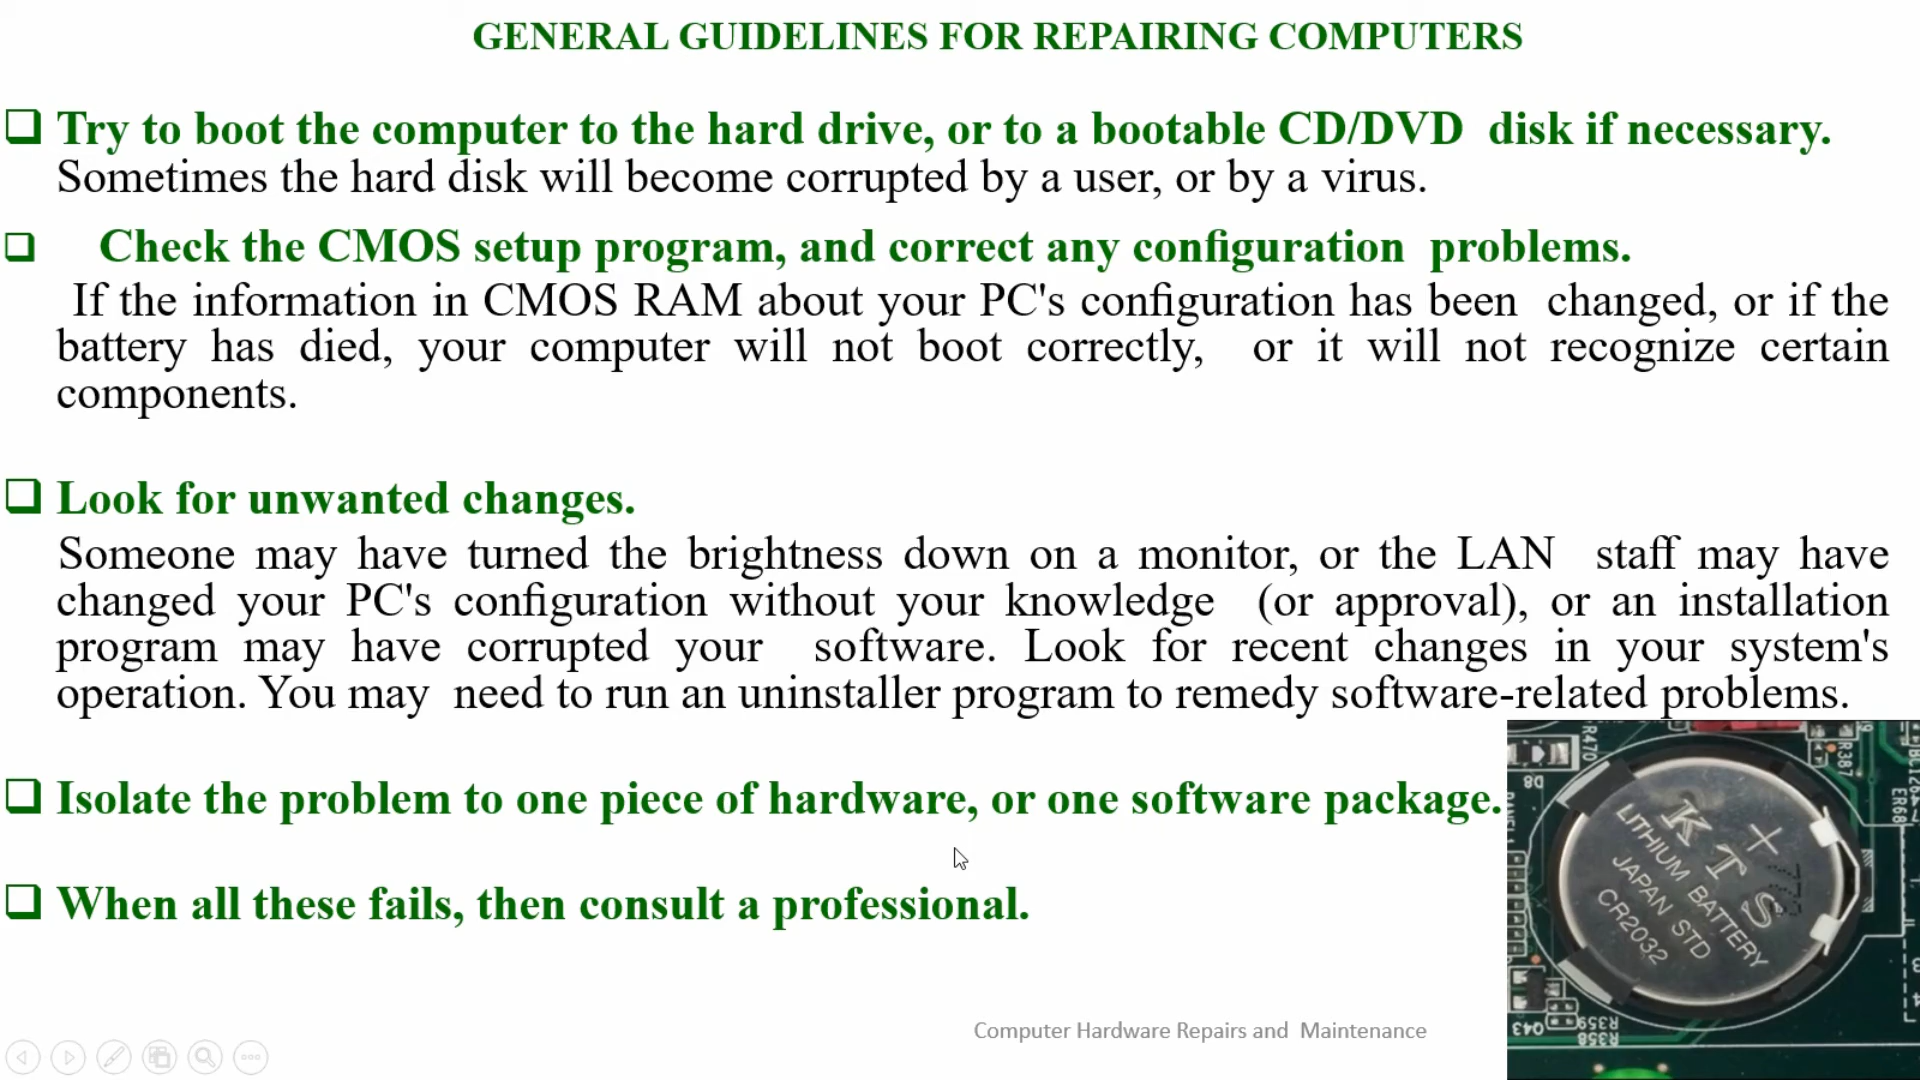 GENERAL GUIDELINES FOR REPAIRING COMPUTERS
Try to boot the computer to the hard drive, or to a bootable CD/DVD disk if necessary.
Sometimes the hard disk will become corrupted by a user, or by a virus.
Check the CMOS setup program, and correct any configuration problems.
If the information in CMOS RAM about your PC's configuration has been changed, or if the
battery has died, your computer will not boot correctly, or it will not recognize certain
components.
Look for unwanted changes.
Someone may have turned the brightness down on a monitor, or the LAN staff may have
changed your PC's configuration without your knowledge (or approval), or an installation
program may have corrupted your software. Look for recent changes in your system's
operation. You may need to run an uninstaller program to remedy software-related problems.
Isolate the problem to one piece of hardware, or one software package.
When all these fails, then consult a professional.
R470
D8
R387
ER68
+
KTS
LITHIUM BATTERY
JAPAN STD
CR2032
Q43
R359
R358
Computer Hardware Repairs and Maintenance